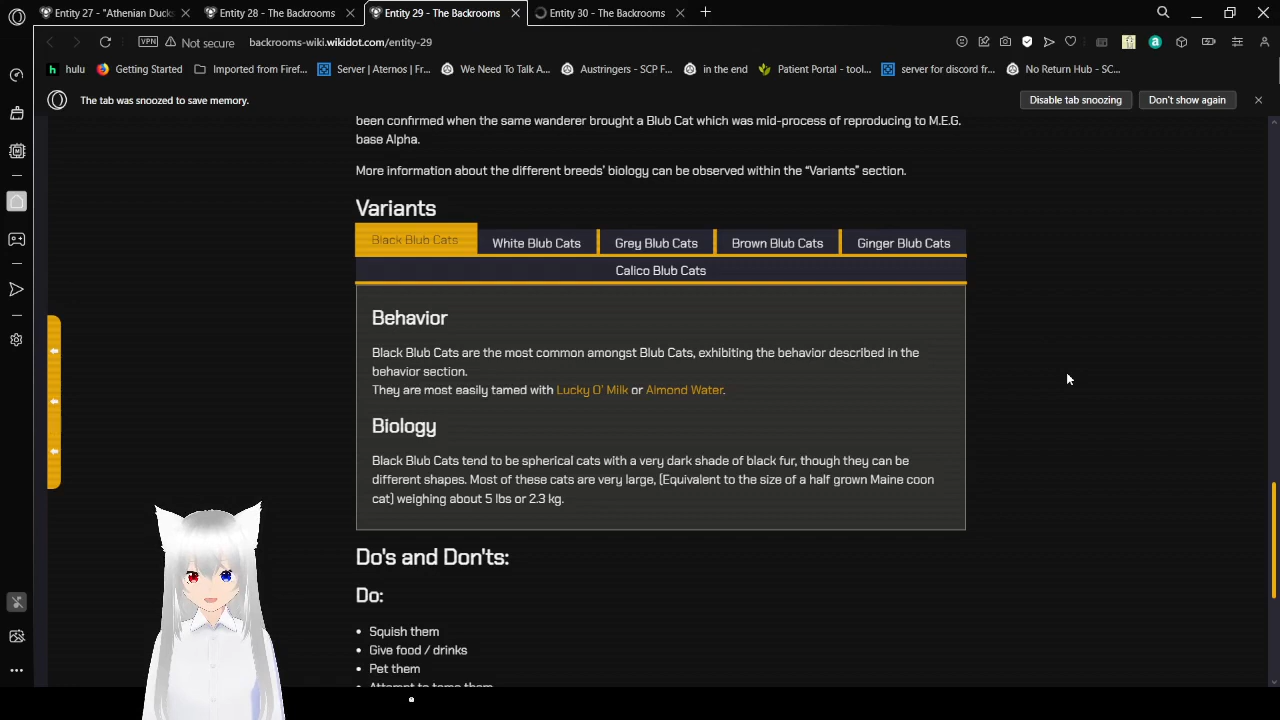 Entity 27 - "Athenian Ducks
Entity 28 - The Backrooms
Entity 29 - The Backrooms
Entity 30 - The Backrooms
VPN
Not secure
backrooms-wiki.wikidot.com/entity-29
hulu
Getting Started
Imported from Firef...
Server | Aternos | Fr...
We Need To Talk A...
Austringers - SCP F...
in the end
Patient Portal - tool...
server for discord fr...
No Return Hub - SC...
The tab was snoozed to save memory.
Disable tab snoozing
Don't show again
been confirmed when the same wanderer brought a Blub Cat which was mid-process of reproducing to M.E.G.
base Alpha.
More information about the different breeds' biology can be observed within the "Variants" section.
Variants
Black Blub Cats
White Blub Cats
Grey Blub Cats
Brown Blub Cats
Ginger Blub Cats
Calico Blub Cats
Behavior
Black Blub Cats are the most common amongst Blub Cats, exhibiting the behavior described in the
behavior section.
They are most easily tamed with Lucky O' Milk or Almond Water.
Biology
Black Blub Cats tend to be spherical cats with a very dark shade of black fur, though they can be
different shapes. Most of these cats are very large, (Equivalent to the size of a half grown Maine coon
cat) weighing about 5 lbs or 2.3 kg.
Do's and Don'ts:
Do:
• Squish them
• Give food / drinks
• Pet them
Attempt to tame them